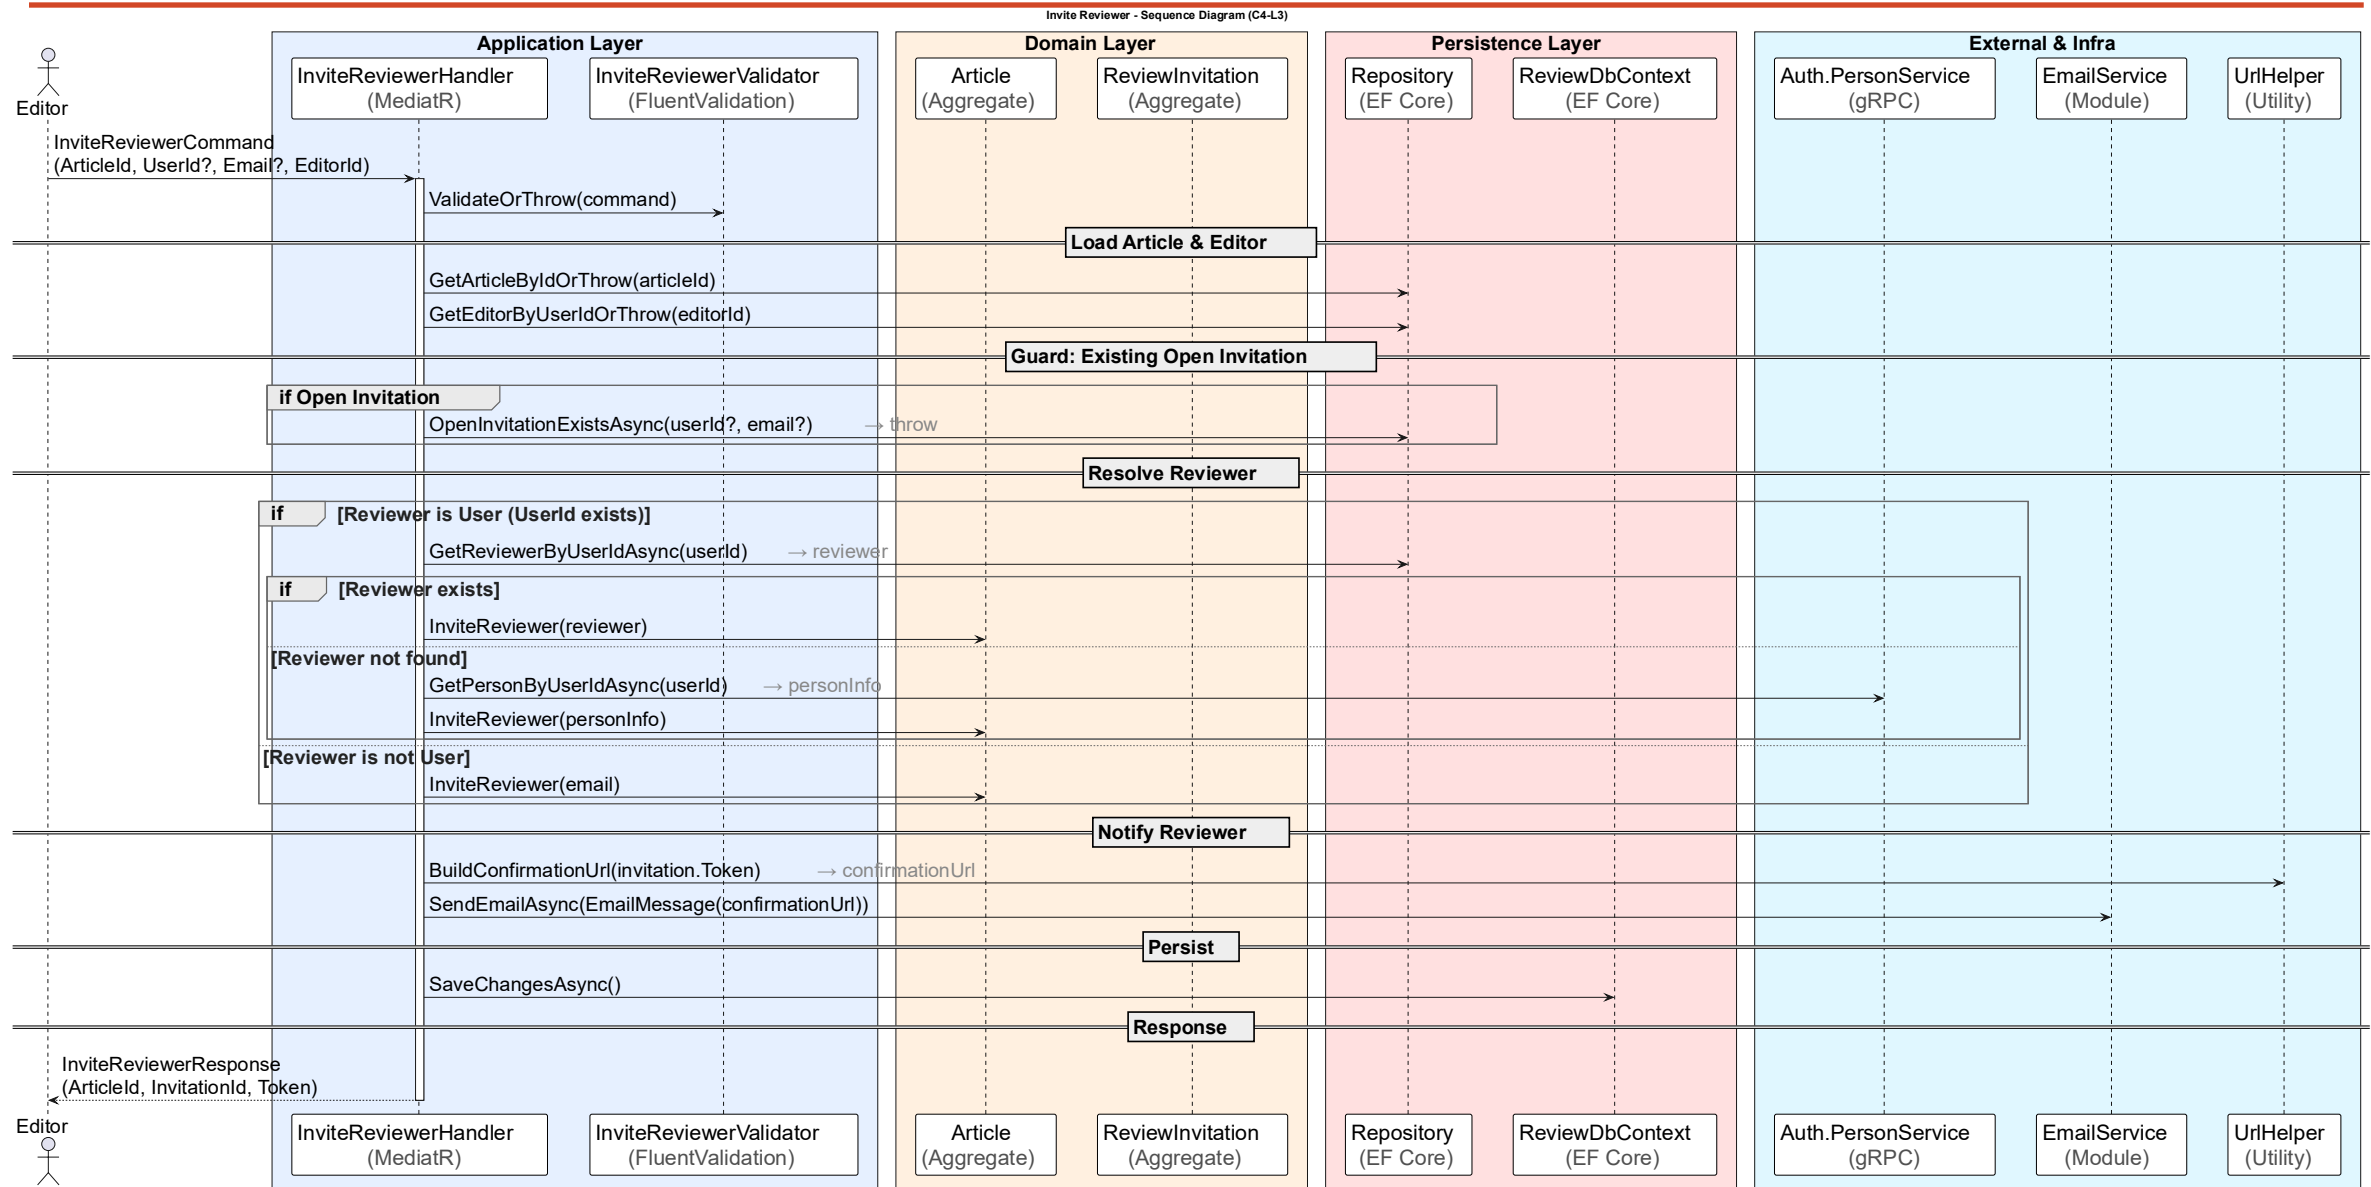 Invite Reviewer - Sequence Diagram (C4-L3)
Application Layer
Domain Layer
Persistence Layer
External & Infra
Editor
InviteReviewerHandler
(MediatR)
InviteReviewerValidator
(FluentValidation)
Article
(Aggregate)
ReviewInvitation
(Aggregate)
Repository
(EF Core)
ReviewDbContext
(EF Core)
Auth.PersonService
(gRPC)
EmailService
(Module)
UrlHelper
(Utility)
InviteReviewerCommand
(ArticleId, UserId?, Email?, EditorId)
ValidateOrThrow(command)
Load Article & Editor
GetArticleByIdOrThrow(articleId)
GetEditorByUserIdOrThrow(editorId)
Guard: Existing Open Invitation
if Open Invitation
OpenInvitationExistsAsync(userId?, email?) → throw
Resolve Reviewer
if [Reviewer is User (UserId exists)]
GetReviewerByUserIdAsync(userId) → reviewer
if [Reviewer exists]
InviteReviewer(reviewer)
[Reviewer not found]
GetPersonByUserIdAsync(userId) → personInfo
InviteReviewer(personInfo)
[Reviewer is not User]
InviteReviewer(email)
Notify Reviewer
BuildConfirmationUrl(invitation.Token) → confirmationUrl
SendEmailAsync(EmailMessage(confirmationUrl))
Persist
SaveChangesAsync()
Response
InviteReviewerResponse
(ArticleId, InvitationId, Token)
Editor
InviteReviewerHandler
(MediatR)
InviteReviewerValidator
(FluentValidation)
Article
(Aggregate)
ReviewInvitation
(Aggregate)
Repository
(EF Core)
ReviewDbContext
(EF Core)
Auth.PersonService
(gRPC)
EmailService
(Module)
UrlHelper
(Utility)